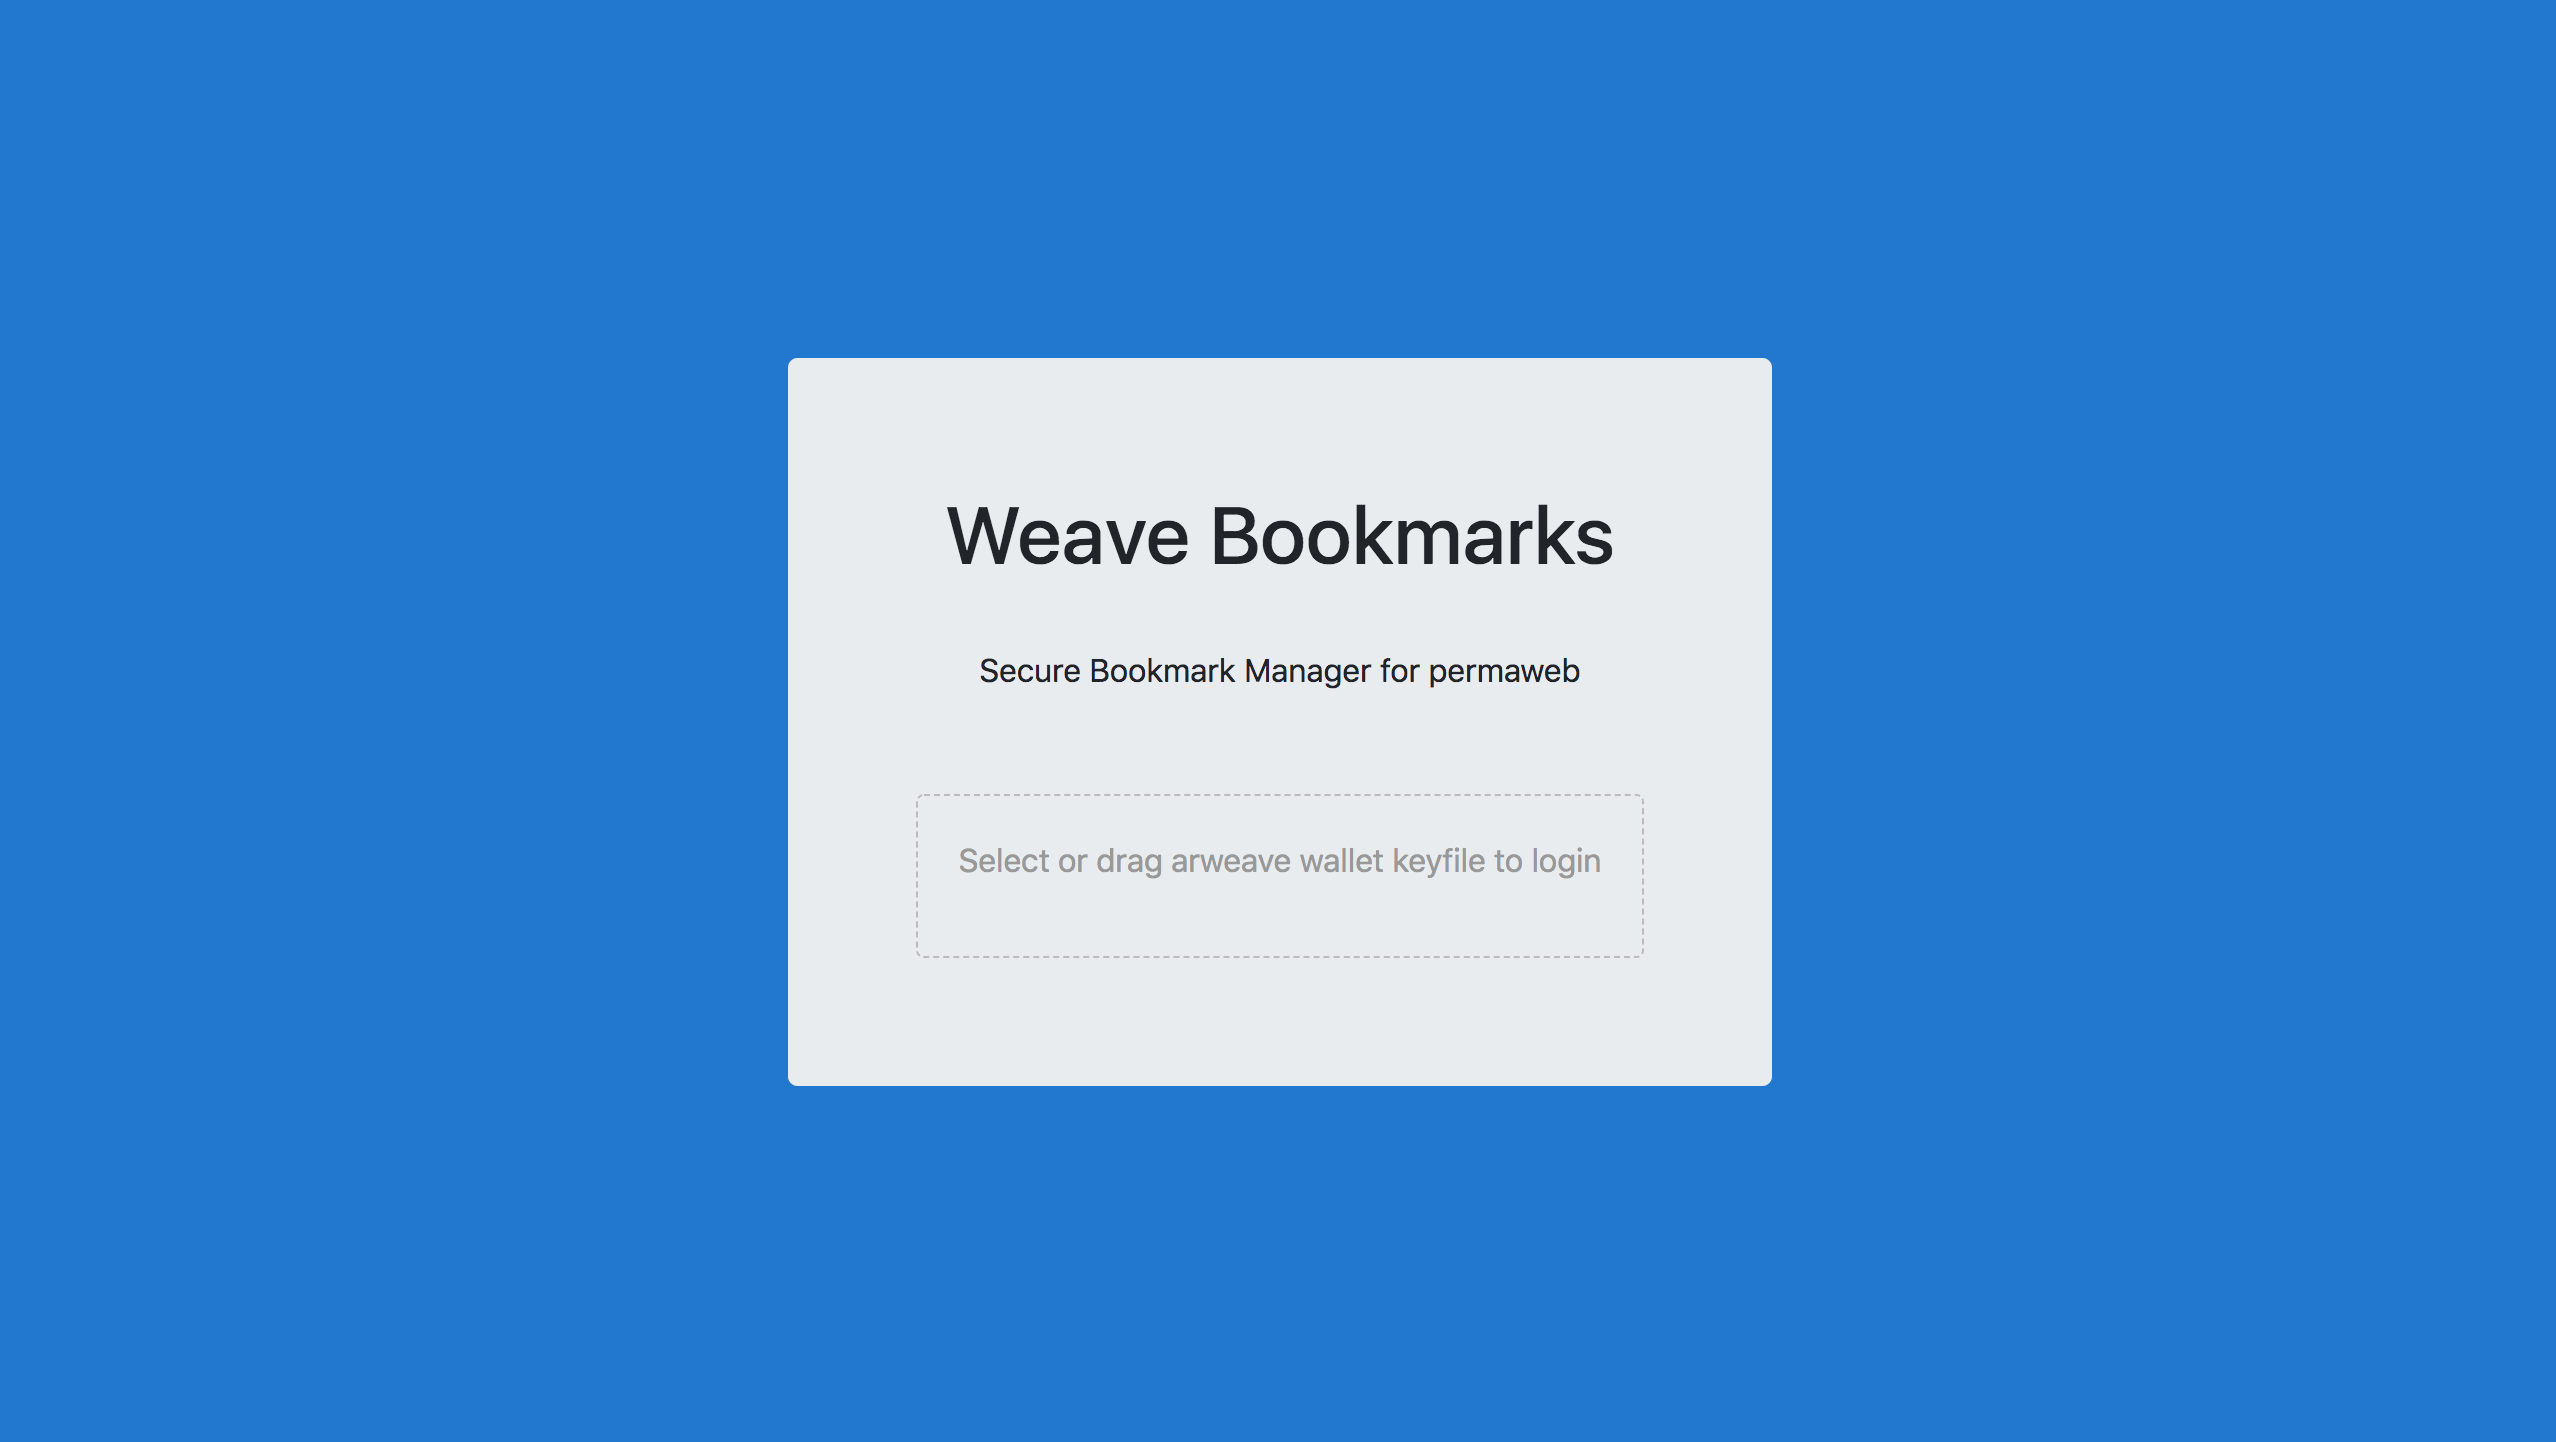 Weave Bookmarks
Secure Bookmark Manager for permaweb
Select or drag arweave wallet keyfile to login